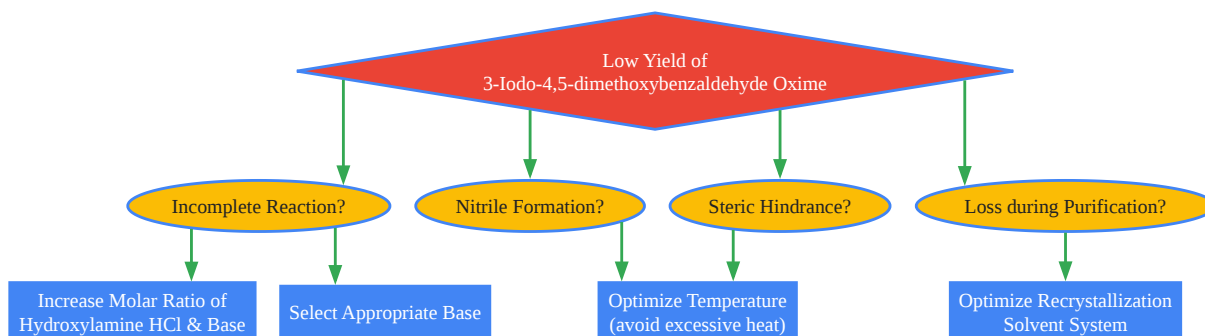 Low Yield of
3-Iodo-4,5-dimethoxybenzaldehyde Oxime
Incomplete Reaction?
Nitrile Formation?
Steric Hindrance?
Loss during Purification?
Increase Molar Ratio of
Hydroxylamine HCl & Base
Select Appropriate Base
Optimize Temperature
(avoid excessive heat)
Optimize Recrystallization
Solvent System